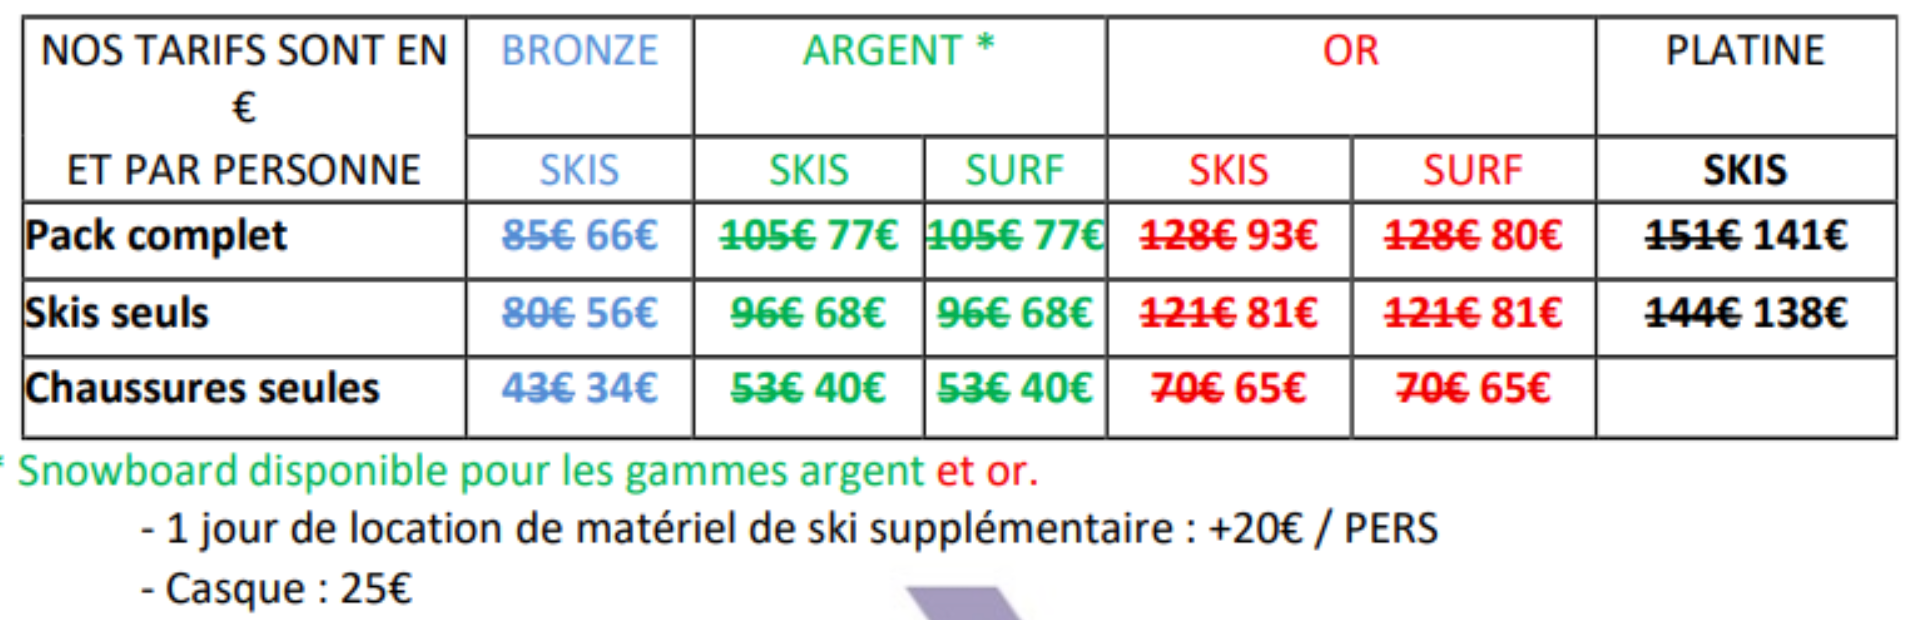 NOS TARIFS SONT EN BRONZE ARGENT * OR PLATINE
€
ET PAR PERSONNE SKIS SKIS SURF SKIS SURF SKIS
Pack complet 85€ 66€ 105€ 77€ 105€ 77€ 128€ 93€ 128€ 80€ 151€ 141€
Skis seuls 80€ 56€ 96€ 68€ 96€ 68€ 121€ 81€ 121€ 81€ 144€ 138€
Chaussures seules 43€ 34€ 53€ 40€ 53€ 40€ 70€ 65€ 70€ 65€
* Snowboard disponible pour les gammes argent et or.
- 1 jour de location de matériel de ski supplémentaire : +20€ / PERS
- Casque : 25€